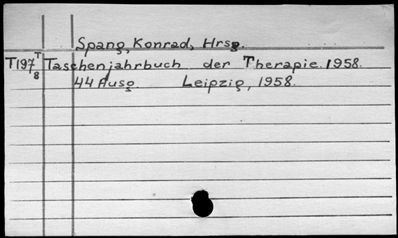 Spang, Konrad, Hrsg.
T197 T/8 Taschenjahrbuch der Therapie. 1958.
44 Ausg. Leipzig, 1958.